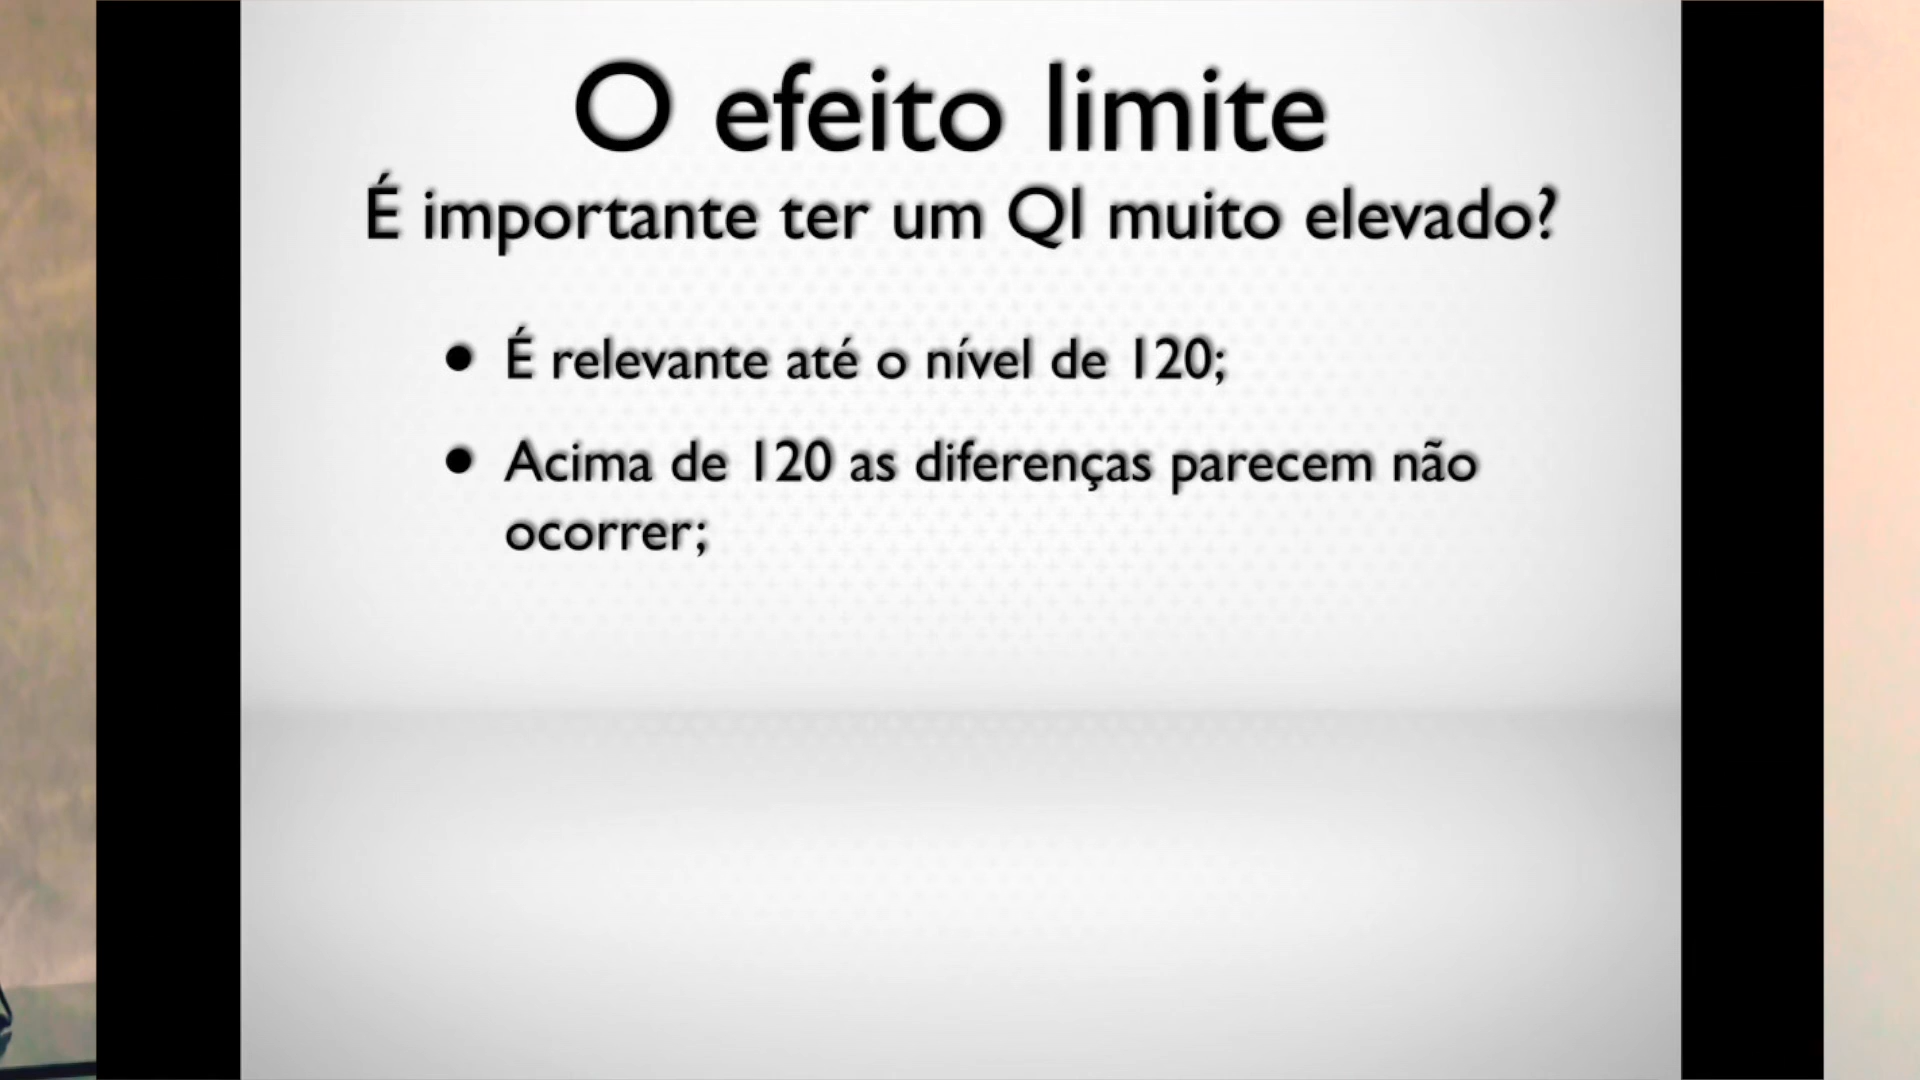 O efeito limite
É importante ter um QI muito elevado?
• É relevante até o nível de 120;
• Acima de 120 as diferenças parecem não
ocorrer;